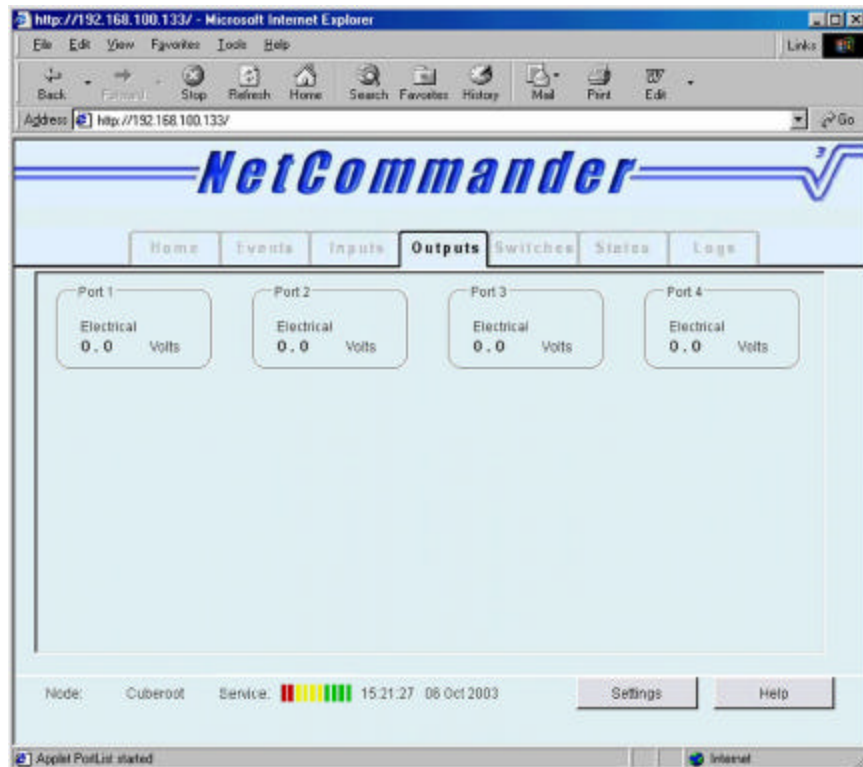 http://192.168.100.133/ - Microsoft Internet Explorer
File Edit View Favorites Tools Help Links
Back Forward Stop Refresh Home Search Favorites History Mail Print Edit
Address http://192.168.100.133/ Go
NetCommander 3
Home Events Inputs Outputs Switches States Logs
Port 1 Port 2 Port 3 Port 4
Electrical Electrical Electrical Electrical
0.0 Volts 0.0 Volts 0.0 Volts 0.0 Volts
Node: Cuberoot Service: 15:21:27 06 Oct 2003 Settings Help
Applet PortList started Internet